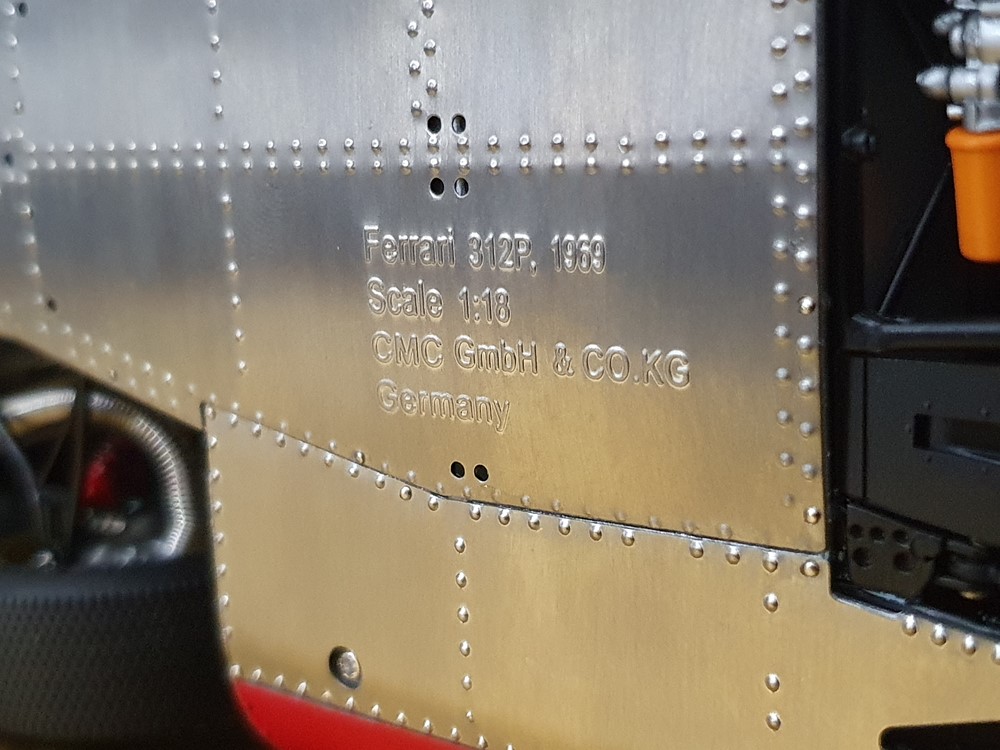 Ferrari 312P, 1969
Scale 1:18
CMC GmbH & CO.KG
Germany